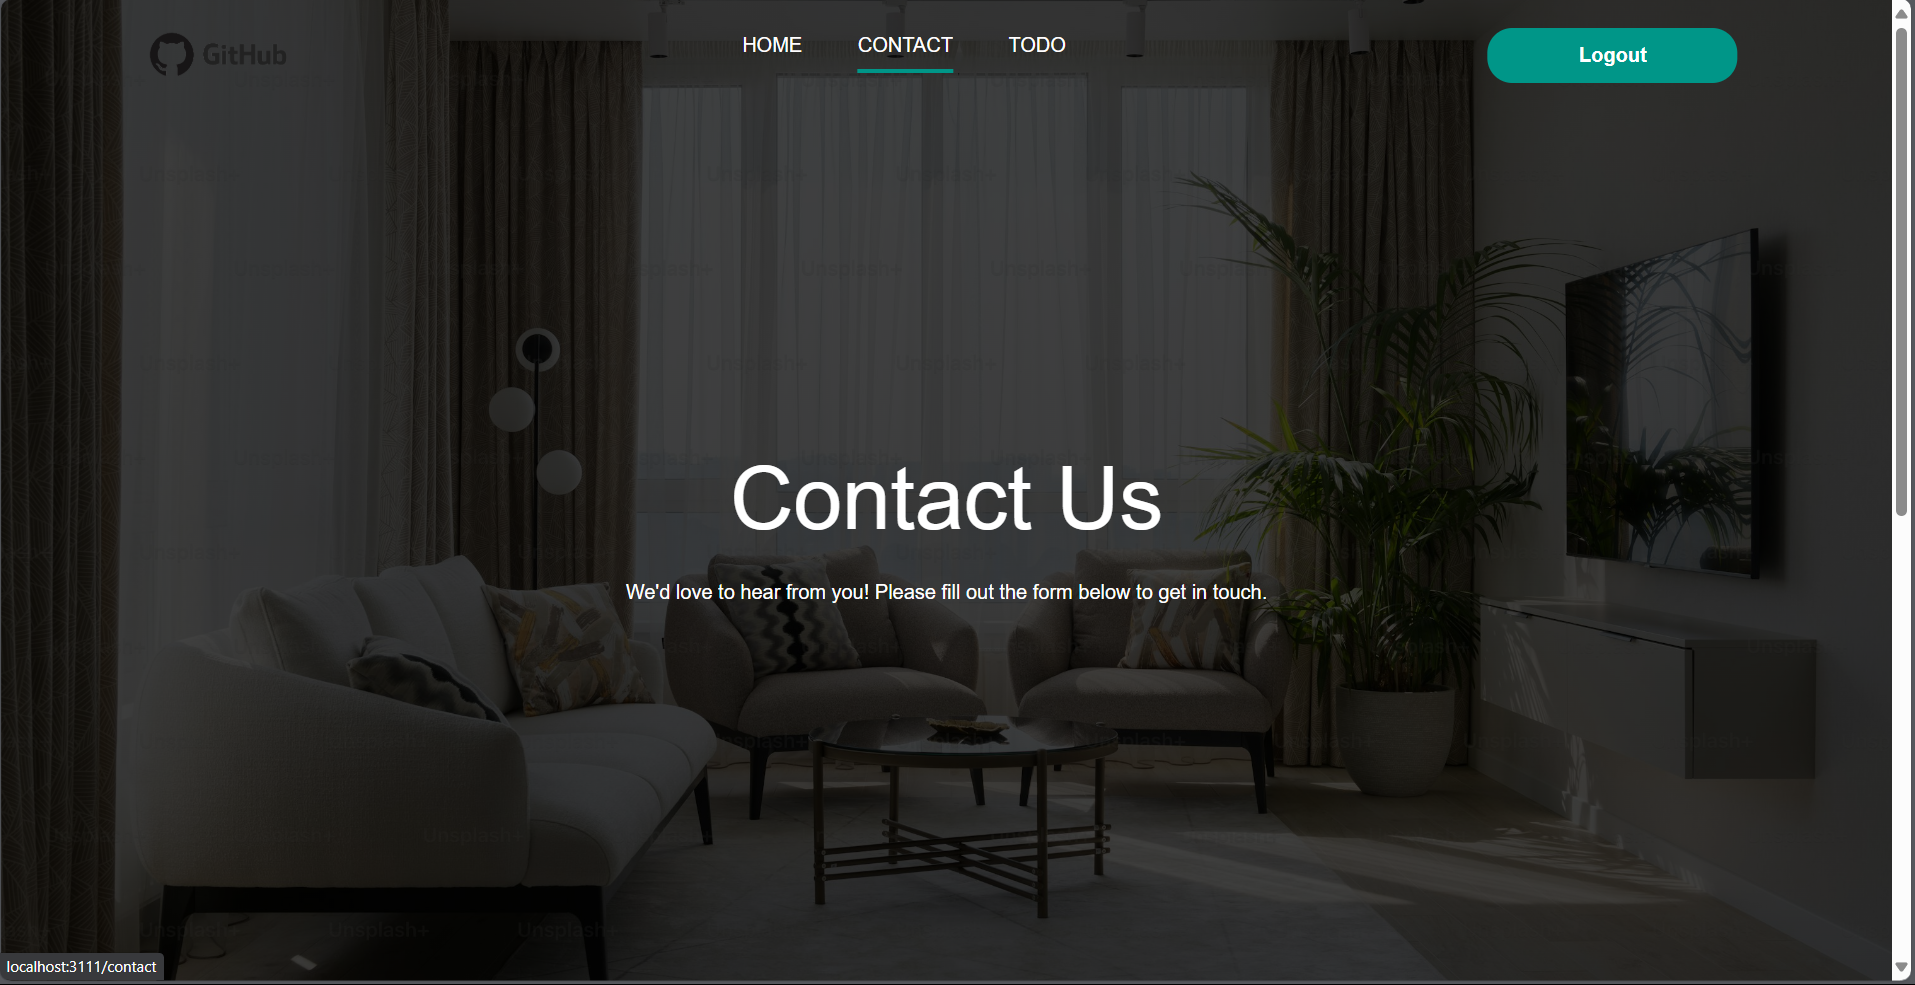 GitHub
HOME CONTACT TODO
Logout
Contact Us
We'd love to hear from you! Please fill out the form below to get in touch.
Unsplash+
localhost:3111/contact